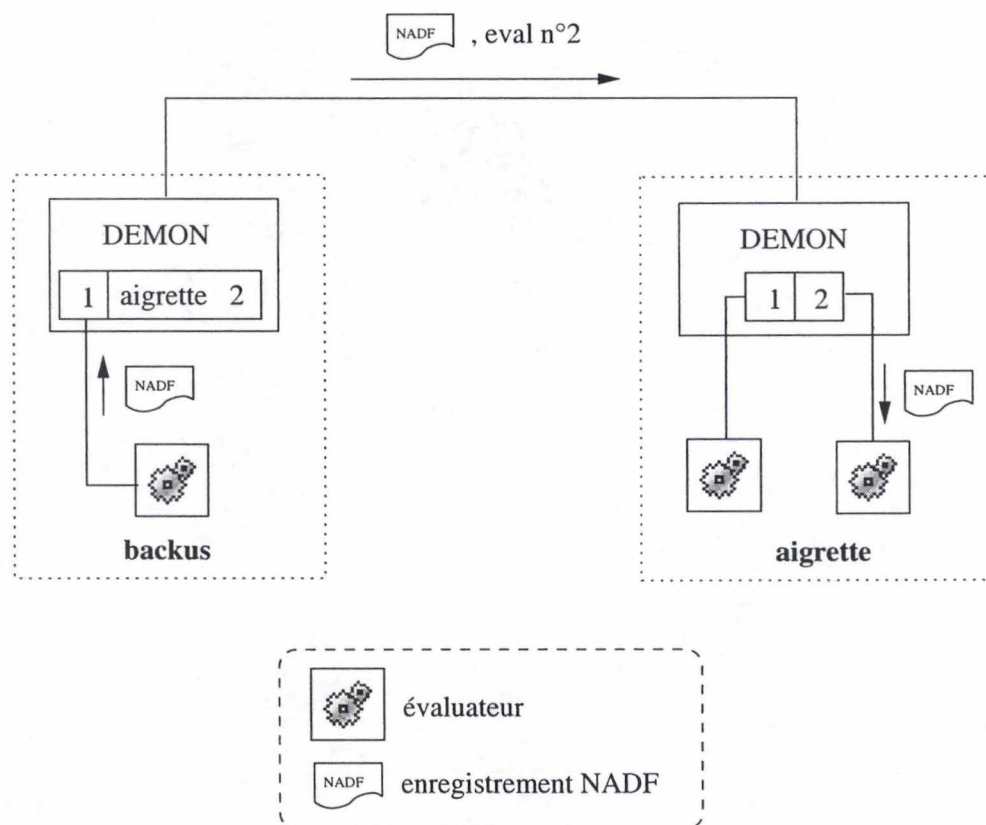 NADF , eval n°2
DEMON
1 aigrette 2
NADF
backus
DEMON
1 2
NADF
aigrette
évaluateur
NADF enregistrement NADF